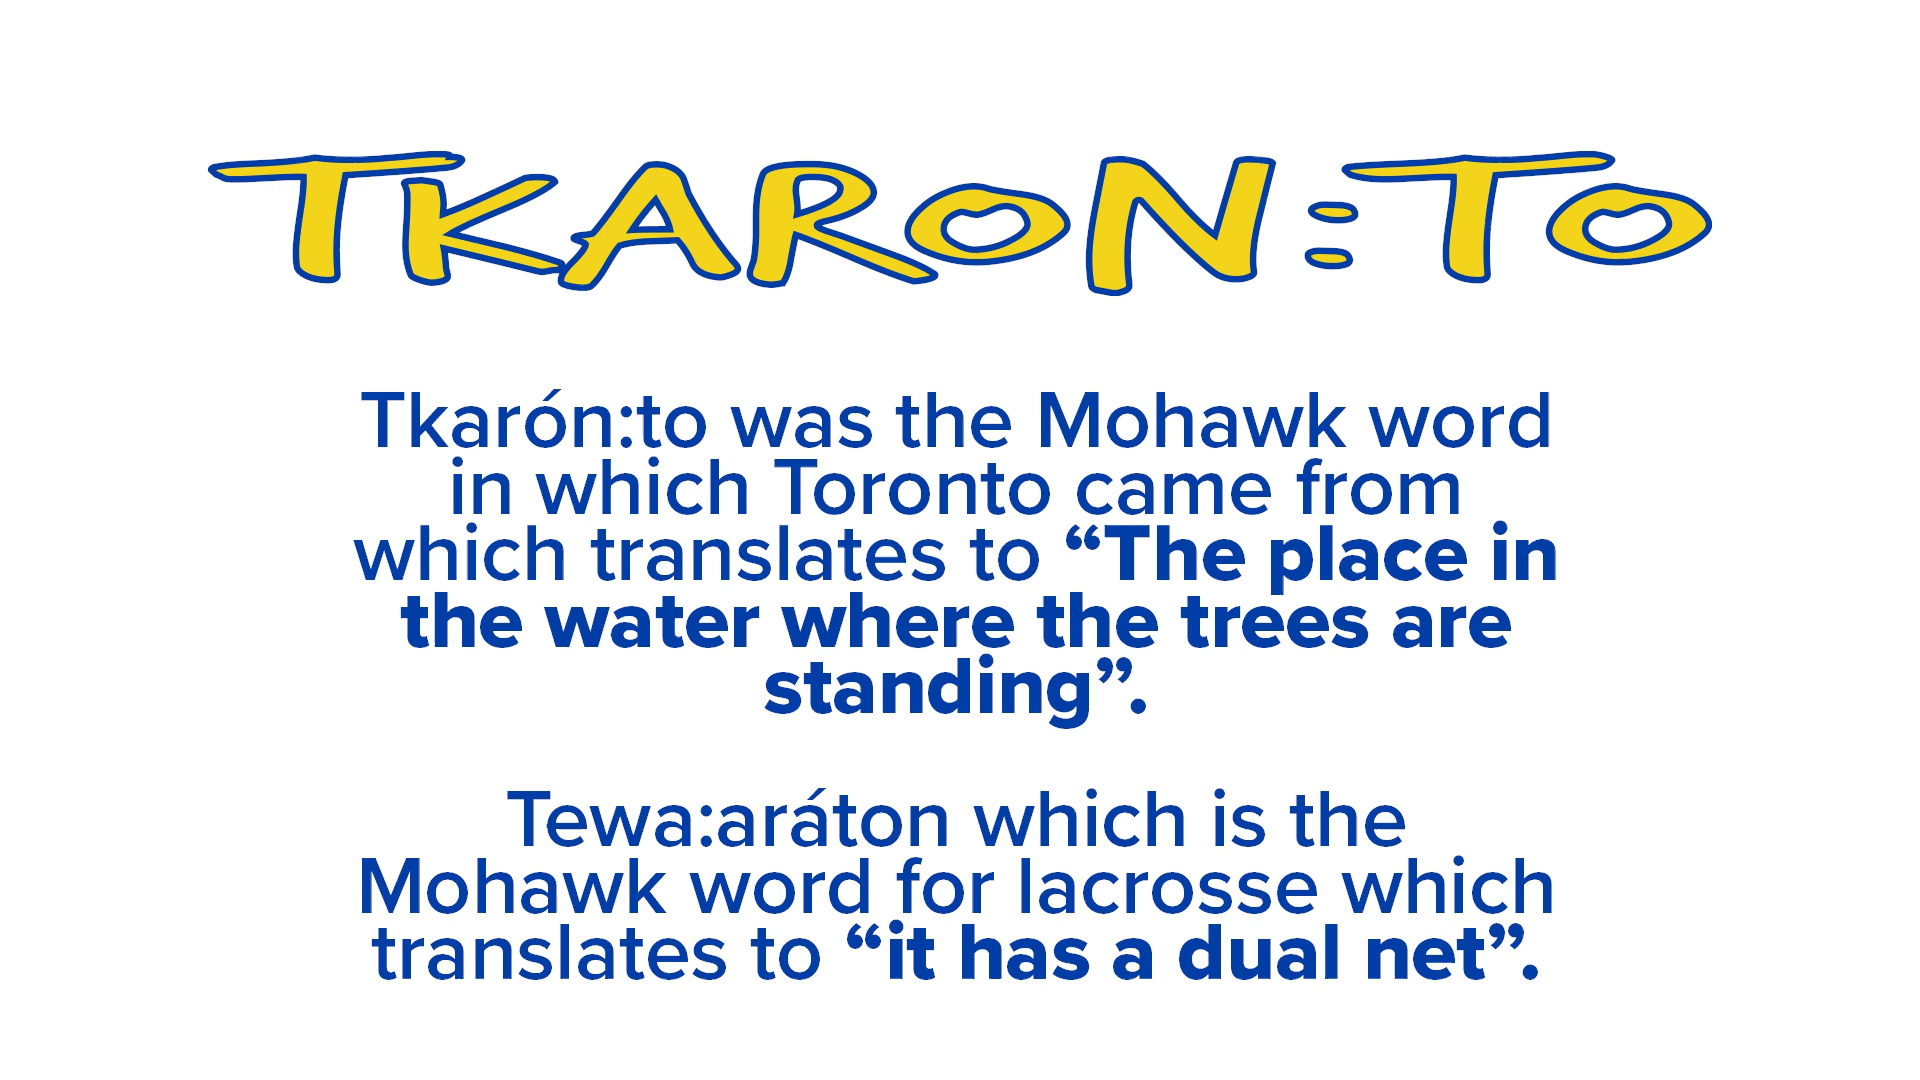 TKARON:TO
Tkarón:to was the Mohawk word
in which Toronto came from
which translates to “The place in
the water where the trees are
standing”.
Tewa:aráton which is the
Mohawk word for lacrosse which
translates to “it has a dual net”.